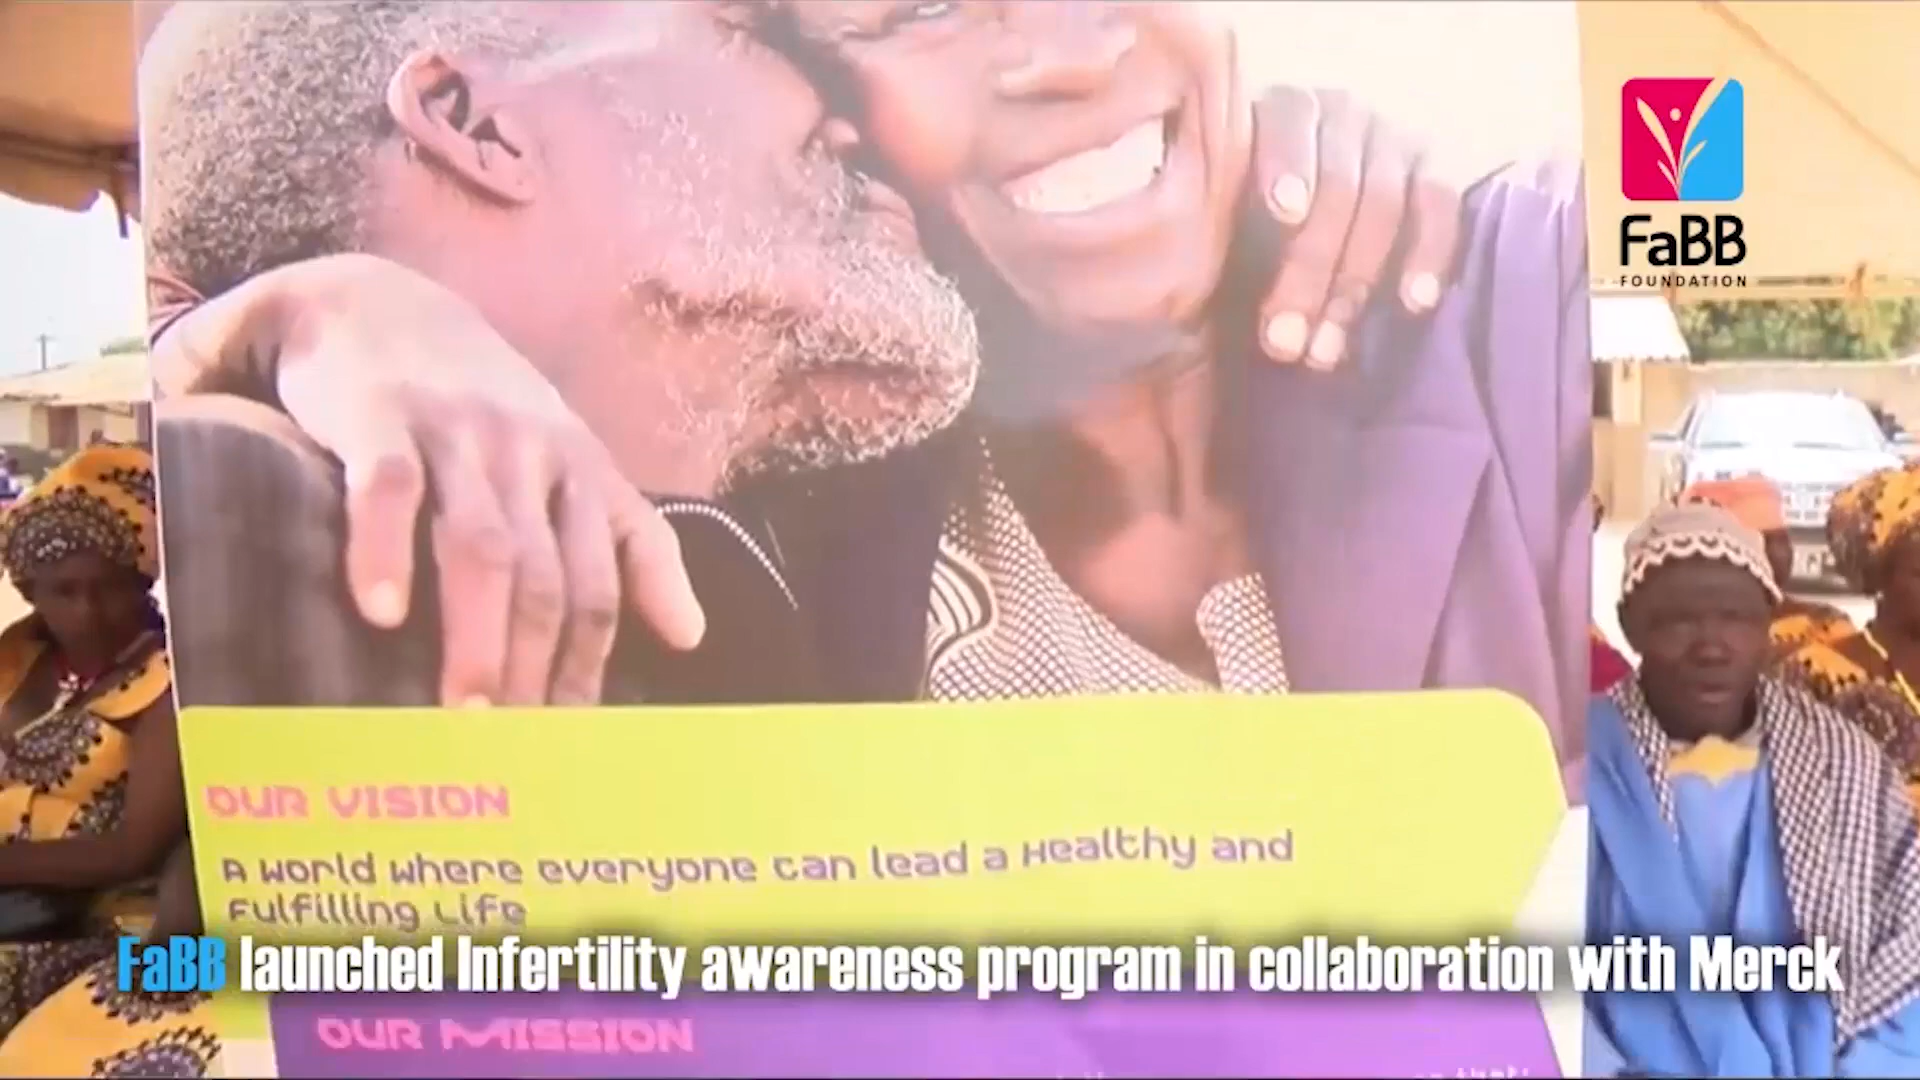 FaBB
FOUNDATION
OUR VISION
A World Where everyone can lead a Healthy and
Fulfilling Life
FaBB launched Infertility awareness program in collaboration with Merck
OUR MISSION